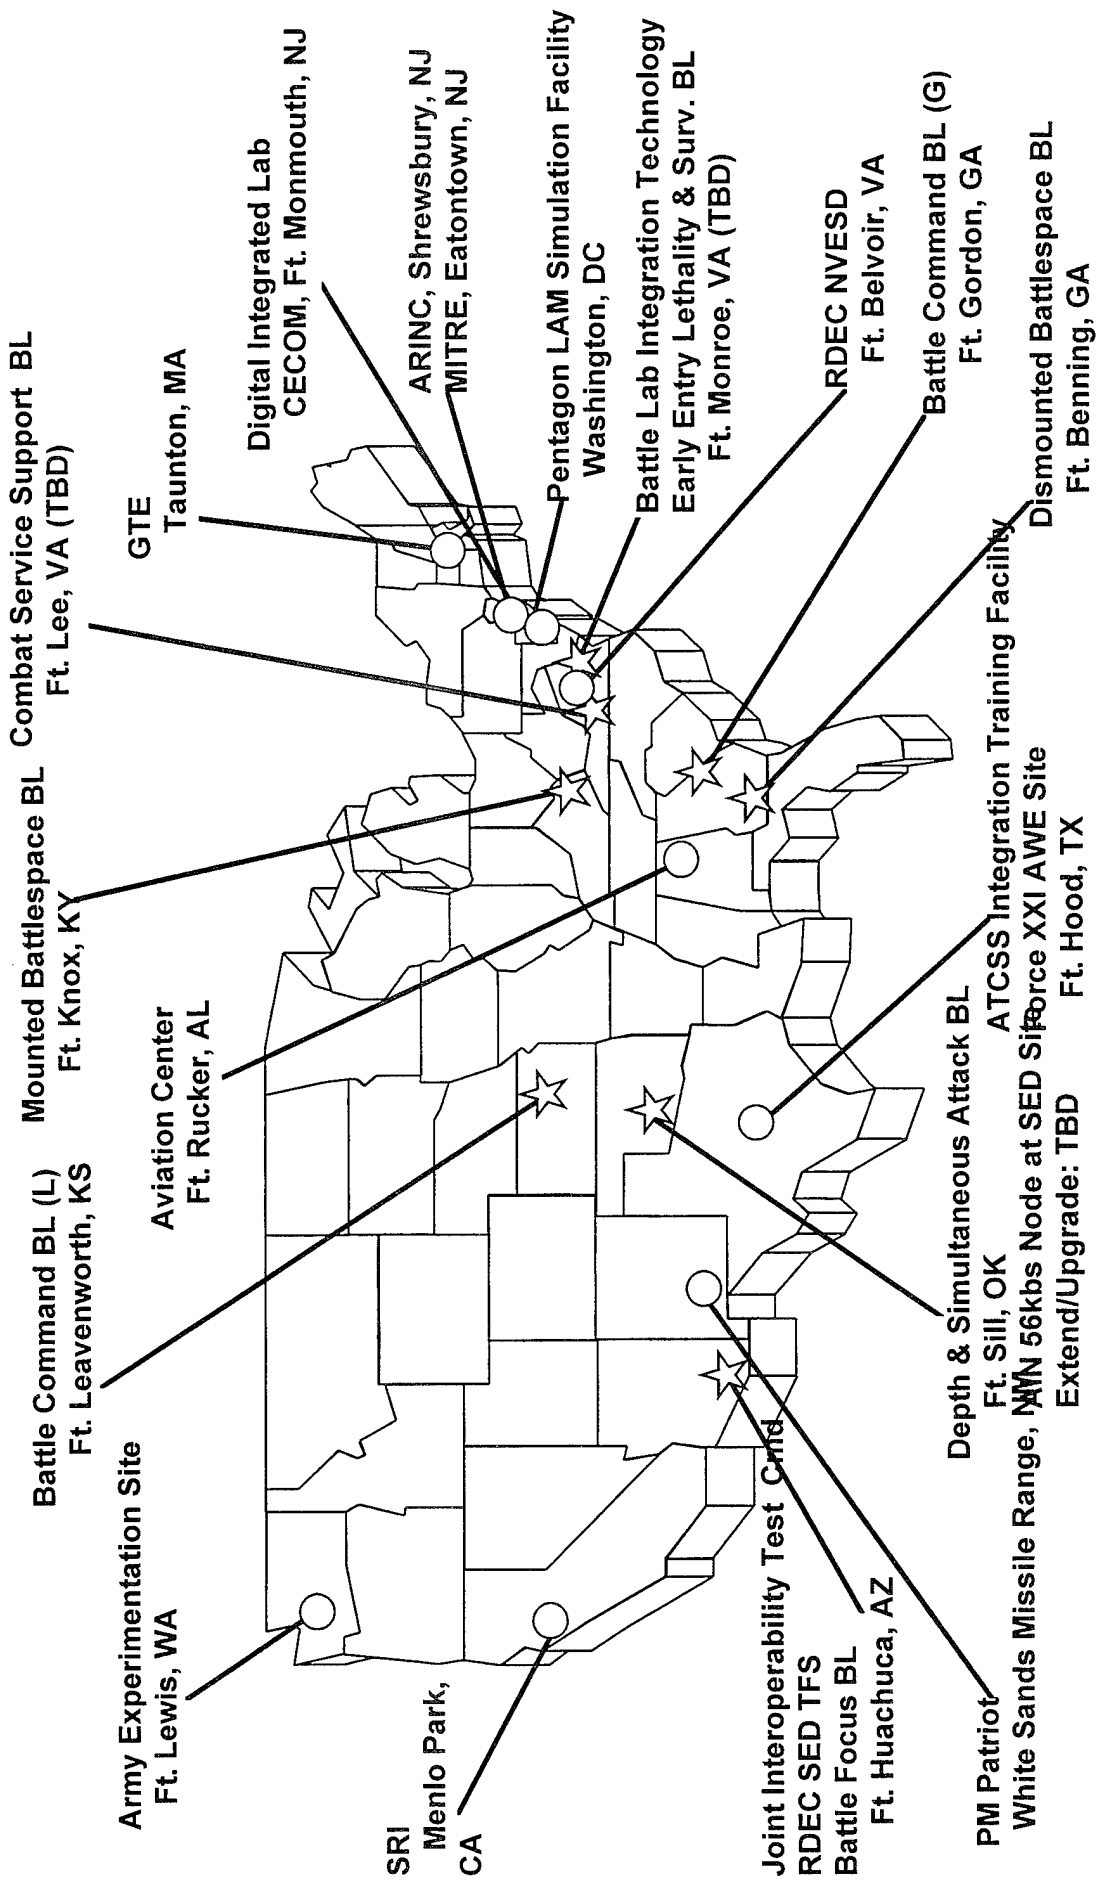 Battle Command BL (L)
Ft. Leavenworth, KS
Mounted Battlespace BL
Ft. Knox, KY
Combat Service Support BL
Ft. Lee, VA (TBD)
Army Experimentation Site
Ft. Lewis, WA
Aviation Center
Ft. Rucker, AL
GTE
Taunton, MA
Digital Integrated Lab
CECOM, Ft. Monmouth, NJ
SRI
Menlo Park,
CA
ARINC, Shrewsbury, NJ
MITRE, Eatontown, NJ
Pentagon LAM Simulation Facility
Washington, DC
Battle Lab Integration Technology
Early Entry Lethality & Surv. BL
Ft. Monroe, VA (TBD)
RDEC NVESD
Ft. Belvoir, VA
Battle Command BL (G)
Ft. Gordon, GA
Dismounted Battlespace BL
Ft. Benning, GA
Joint Interoperability Test Cmd
RDEC SED TFS
Battle Focus BL
Ft. Huachuca, AZ
PM Patriot
White Sands Missile Range, NM
Depth & Simultaneous Attack BL
Ft. Sill, OK
AIN 56kbs Node at SED Site
Extend/Upgrade: TBD
ATCSS Integration Training Facility
Force XXI AWE Site
Ft. Hood, TX